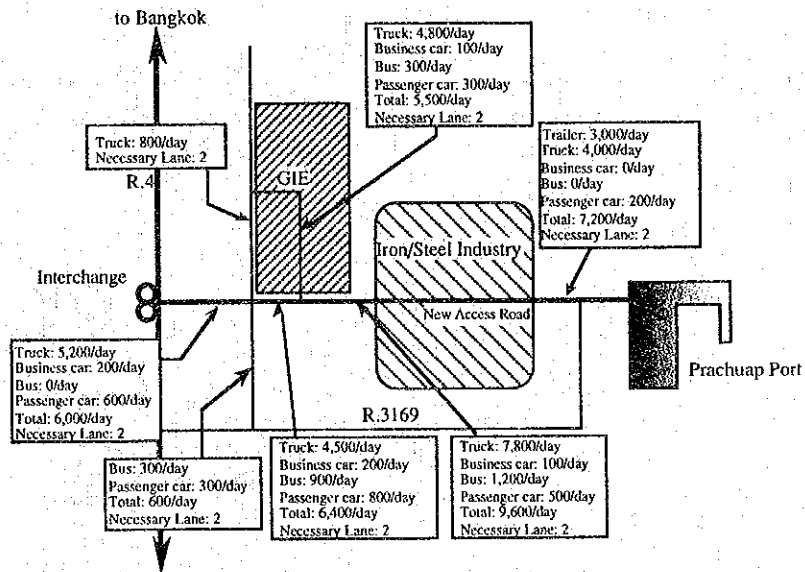 to Bangkok
Truck: 4,800/day
Business car: 100/day
Bus: 300/day
Passenger car: 300/day
Total: 5,500/day
Necessary Lane: 2
Truck: 800/day
Necessary Lane: 2
R.4
GIE
Trailer: 3,000/day
Truck: 4,000/day
Business car: 0/day
Bus: 0/day
Passenger car: 200/day
Total: 7,200/day
Necessary Lane: 2
Iron/Steel Industry
Interchange
New Access Road
Prachuap Port
Truck: 5,200/day
Business car: 200/day
Bus: 0/day
Passenger car: 600/day
Total: 6,000/day
Necessary Lane: 2
R.3169
Bus: 300/day
Passenger car: 300/day
Total: 600/day
Necessary Lane: 2
Truck: 4,500/day
Business car: 200/day
Bus: 900/day
Passenger car: 800/day
Total: 6,400/day
Necessary Lane: 2
Truck: 7,800/day
Business car: 100/day
Bus: 1,200/day
Passenger car: 500/day
Total: 9,600/day
Necessary Lane: 2